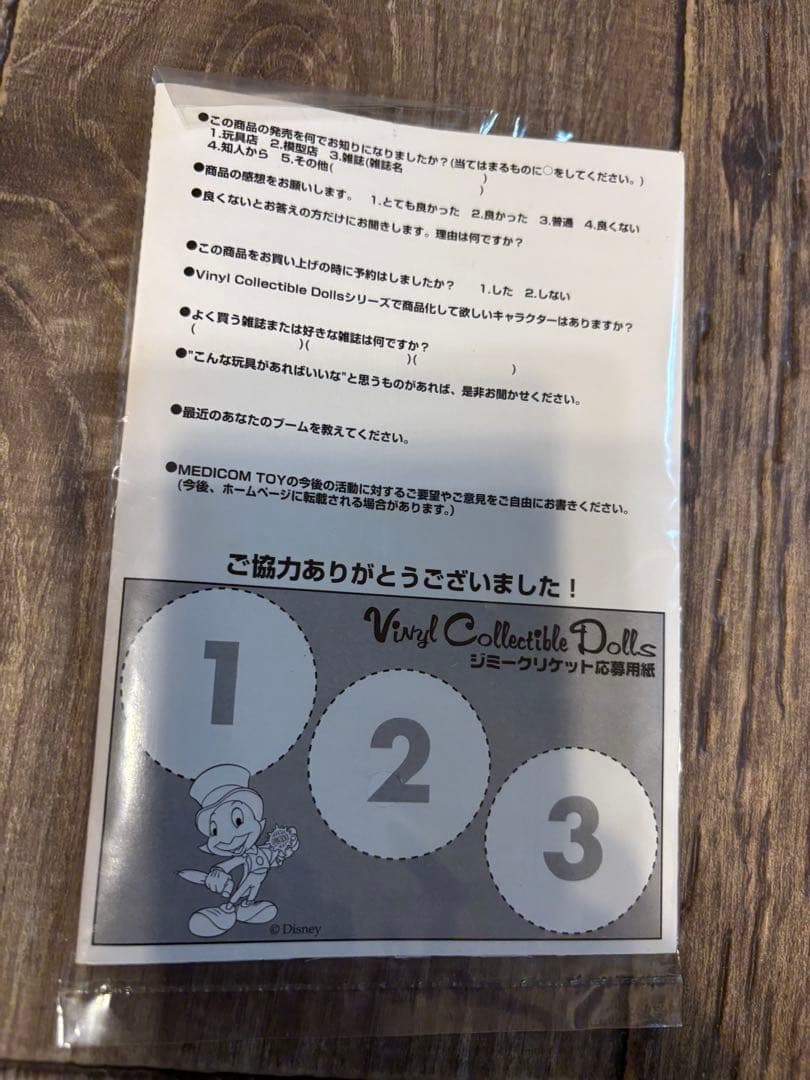 ●この商品の発売を何でお知りになりましたか？(当てはまるものに○をしてください。)
1.玩具店 2.模型店 3.雑誌(雑誌名 )
4.知人から 5.その他( )
●商品の感想をお願いします。 1.とても良かった 2.良かった 3.普通 4.良くない
●良くないとお答えの方だけにお聞きします。理由は何ですか？
●この商品をお買い上げの時に予約はしましたか？ 1.した 2.しない
●Vinyl Collectible Dollsシリーズで商品化して欲しいキャラクターはありますか？
●よく買う雑誌または好きな雑誌は何ですか？
( )( )( )
●"こんな玩具があればいいな"と思うものがあれば、是非お聞かせください。
●最近のあなたのブームを教えてください。
●MEDICOM TOYの今後の活動に対するご要望やご意見をご自由にお書きください。
(今後、ホームページに転載される場合があります。)
ご協力ありがとうございました！
Vinyl Collectible Dolls
ジミークリケット応募用紙
1
2
3
© Disney